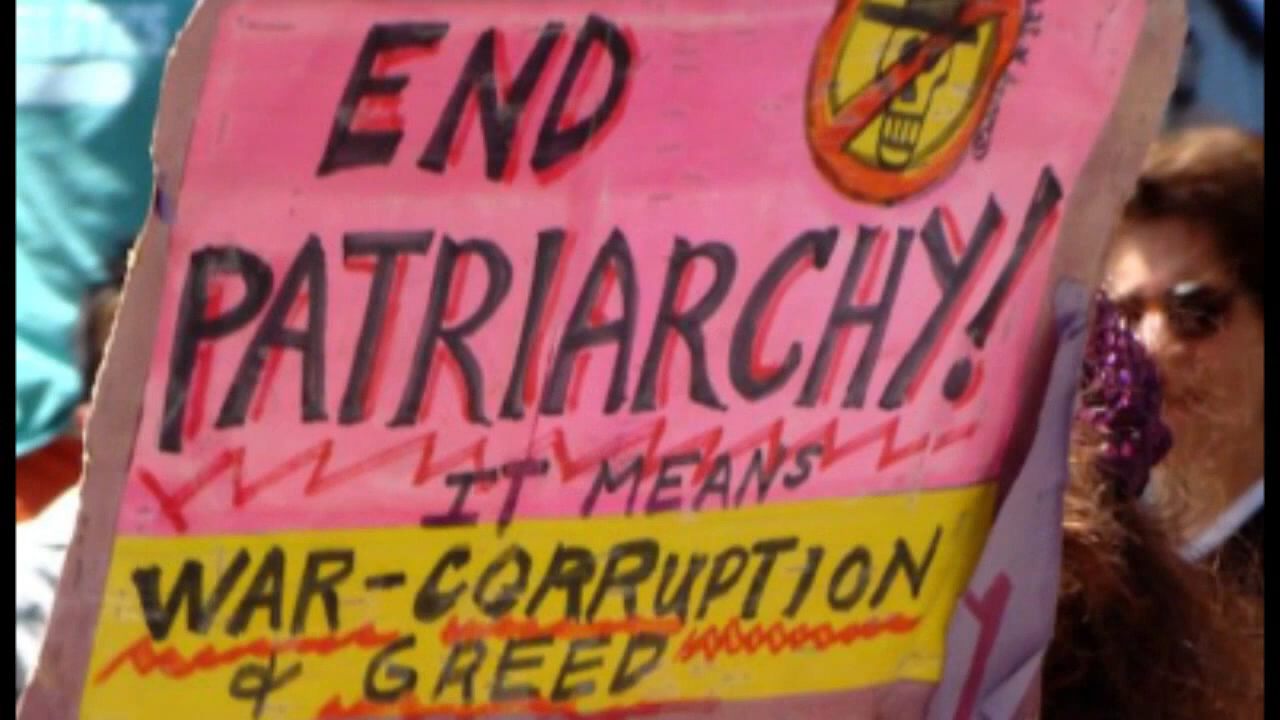 END
PATRIARCHY!
IT MEANS
WAR-CORRUPTION
& GREED